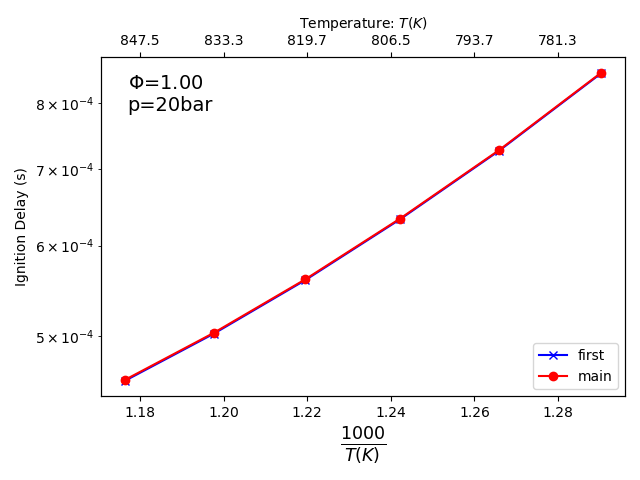 Temperature: T(K)
847.5 833.3 819.7 806.5 793.7 781.3
Φ=1.00
p=20bar
8 × 10⁻⁴
7 × 10⁻⁴
6 × 10⁻⁴
5 × 10⁻⁴
Ignition Delay (s)
first
main
1.18 1.20 1.22 1.24 1.26 1.28
1000
T(K)